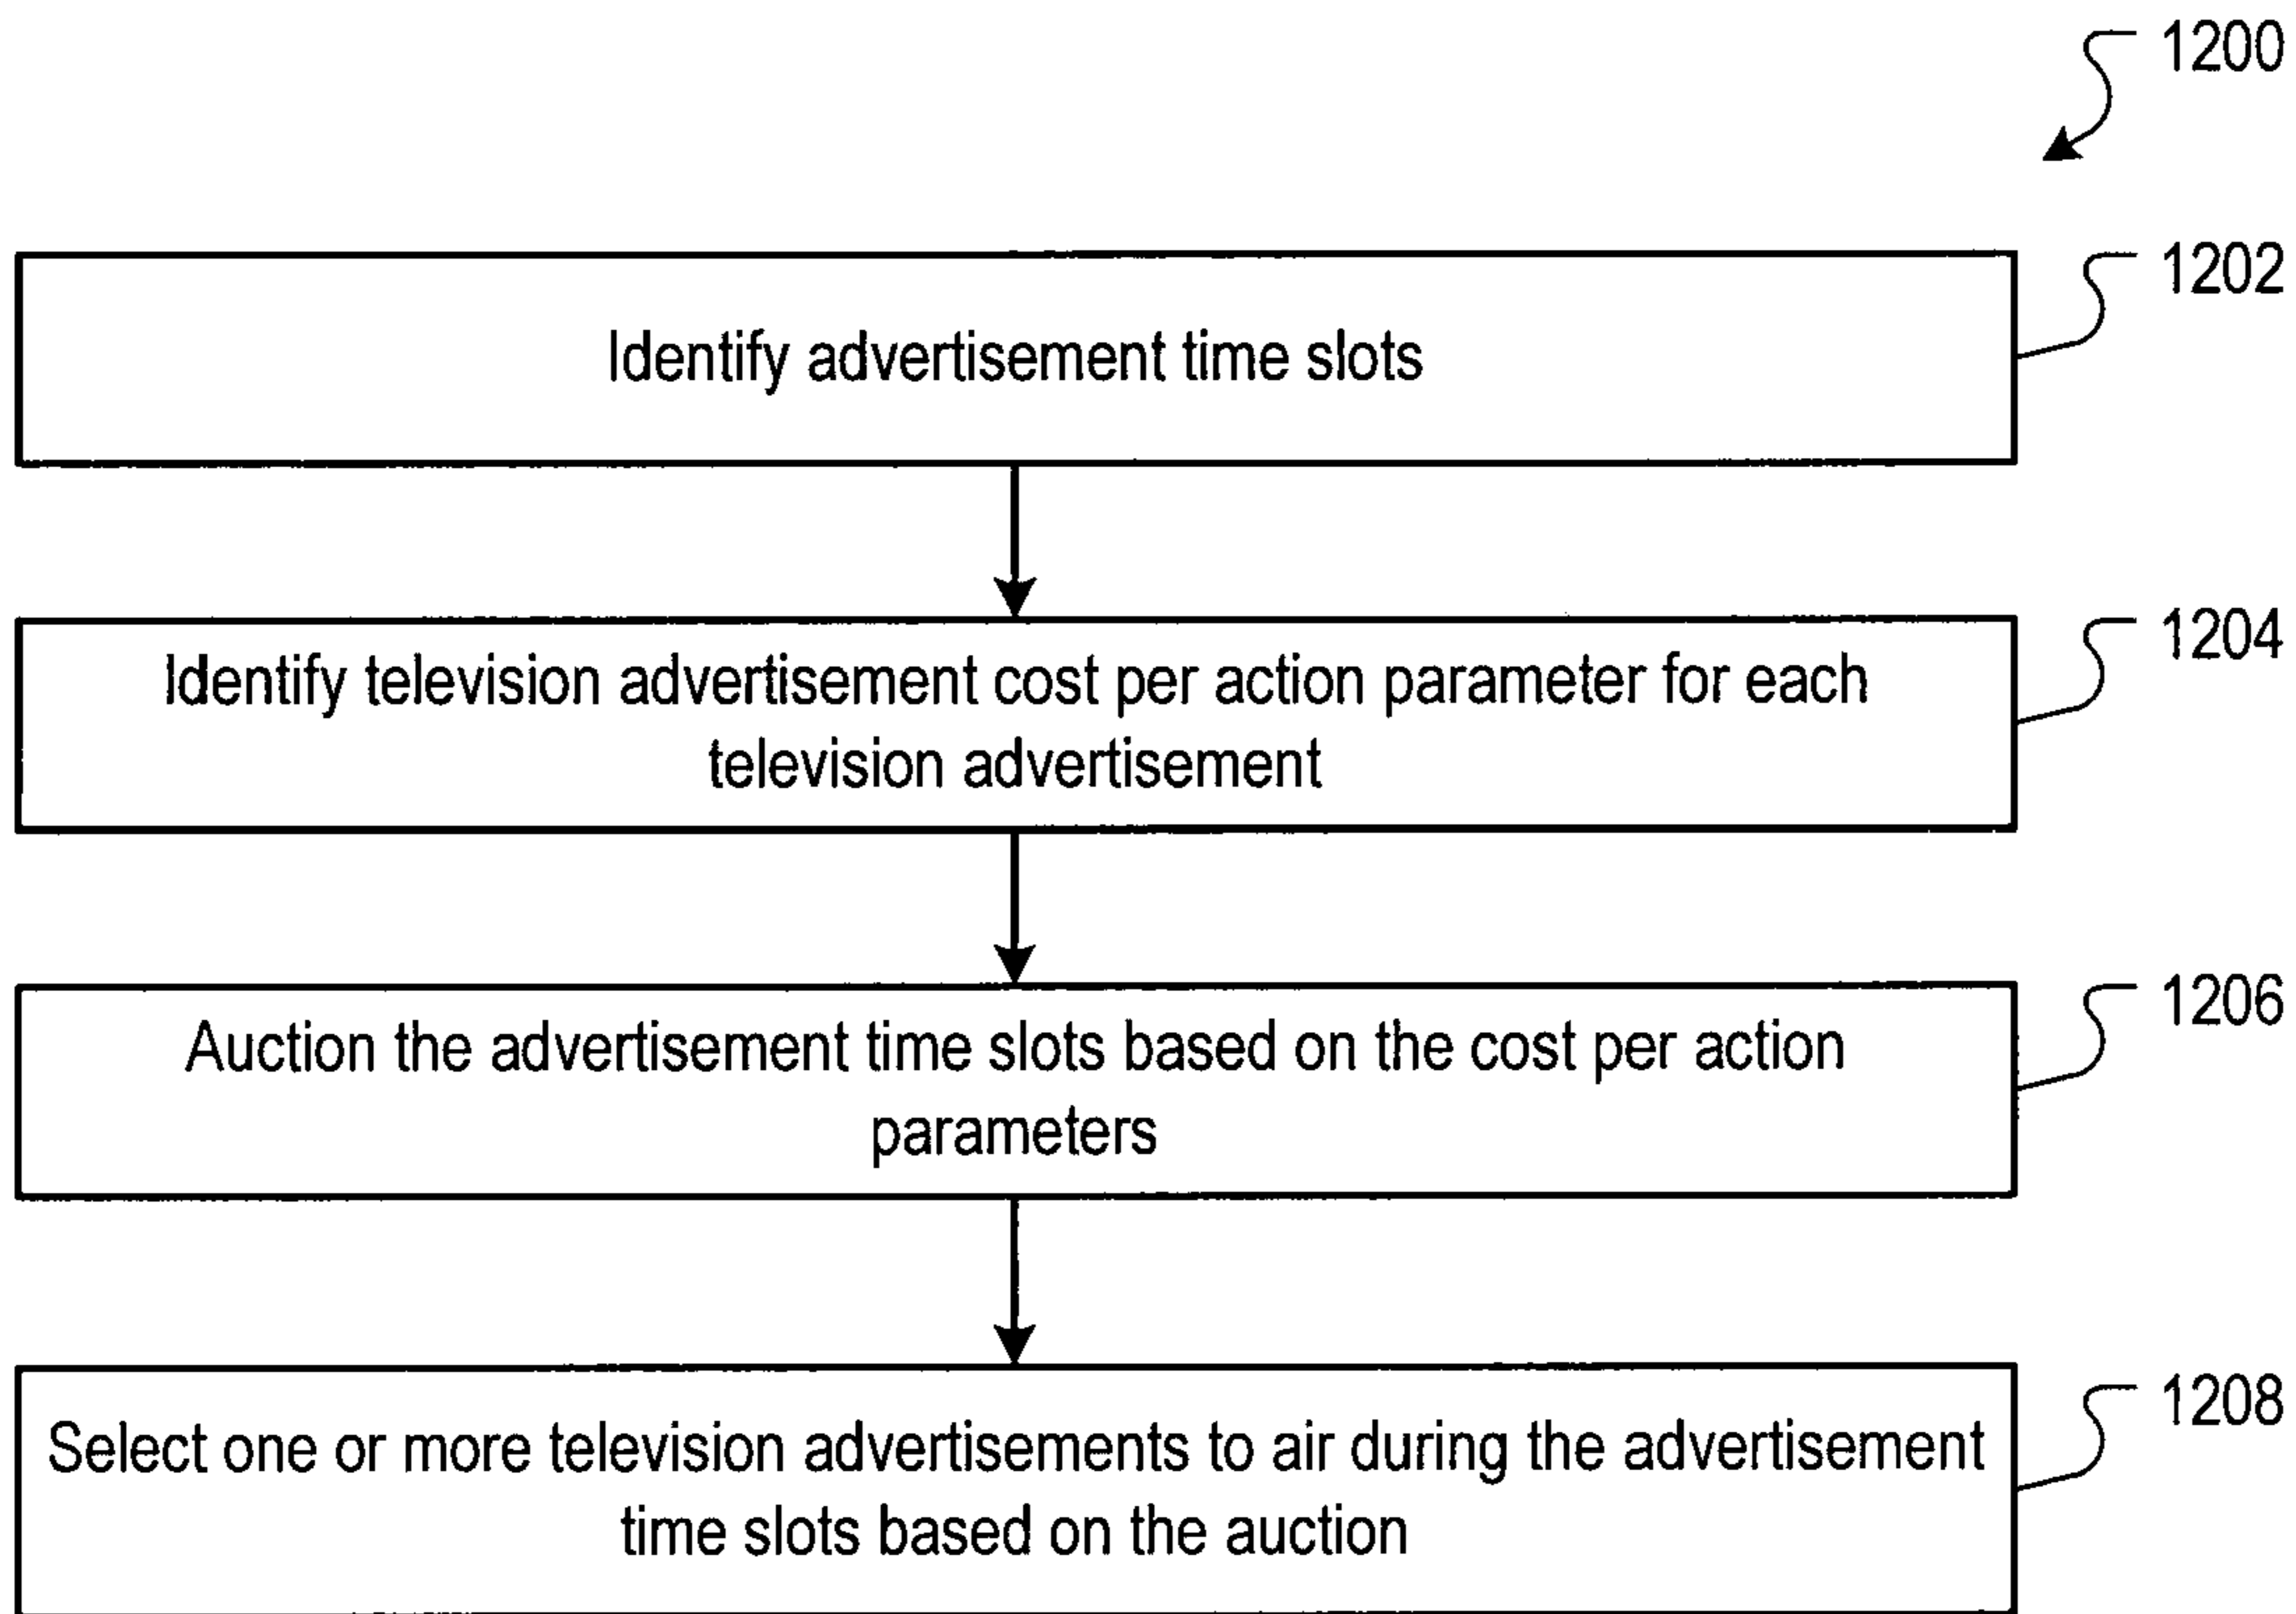 1200
1202
Identify advertisement time slots
1204
Identify television advertisement cost per action parameter for each
television advertisement
1206
Auction the advertisement time slots based on the cost per action
parameters
1208
Select one or more television advertisements to air during the advertisement
time slots based on the auction